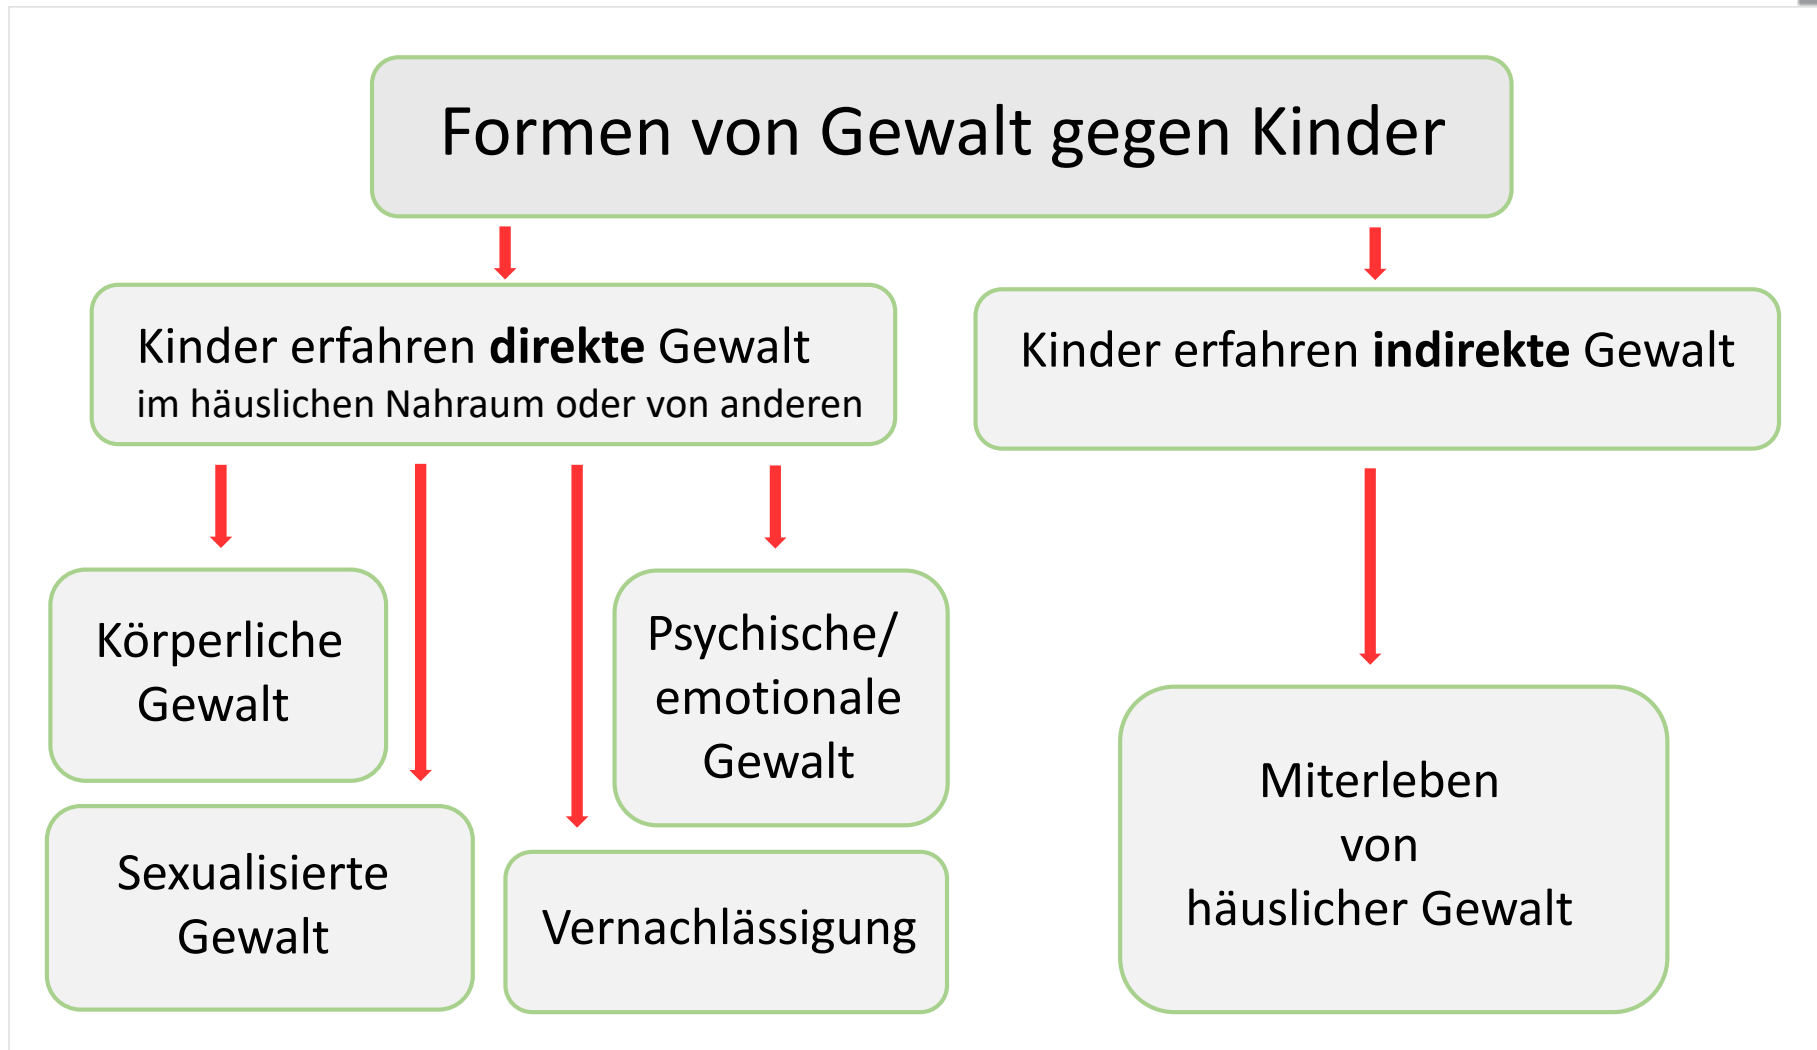 Formen von Gewalt gegen Kinder
Kinder erfahren direkte Gewalt
im häuslichen Nahraum oder von anderen
Kinder erfahren indirekte Gewalt
Körperliche
Gewalt
Psychische/
emotionale
Gewalt
Sexualisierte
Gewalt
Vernachlässigung
Miterleben
von
häuslicher Gewalt